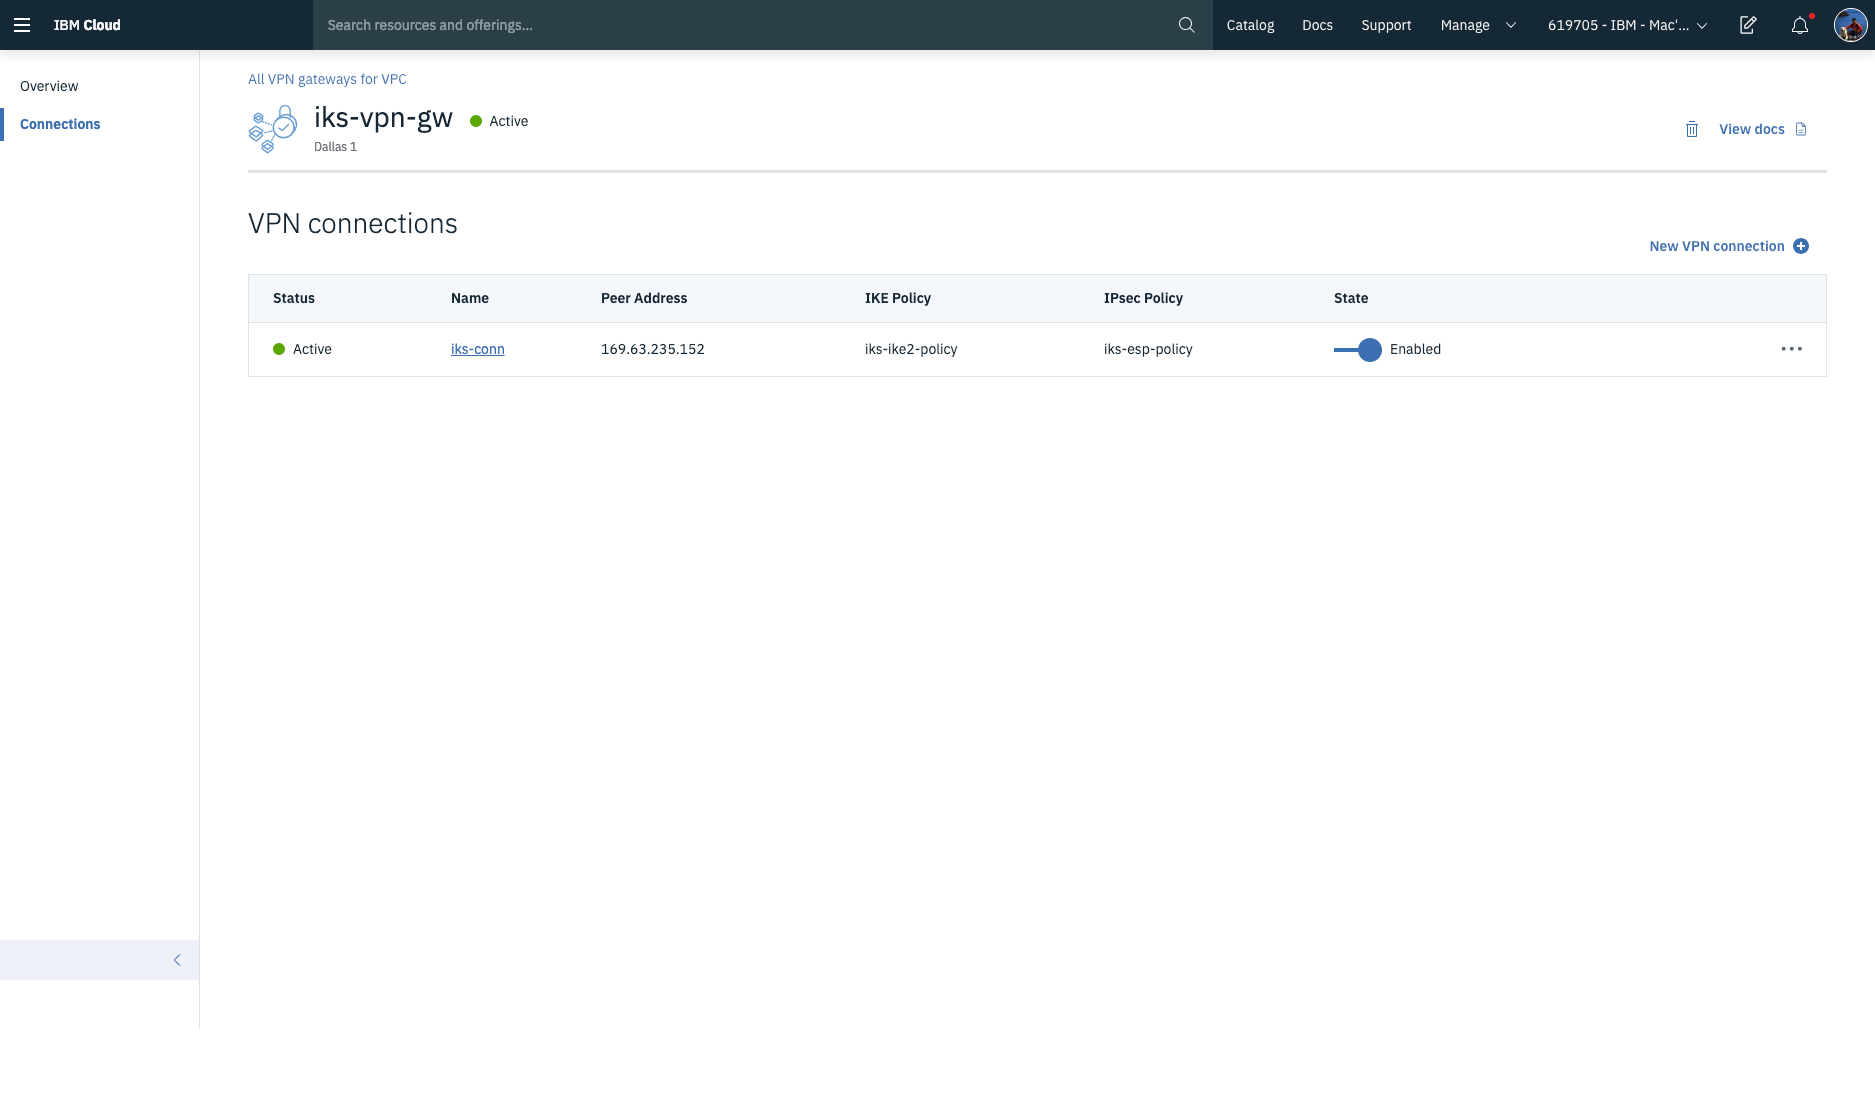 IBM Cloud
Search resources and offerings...
Catalog
Docs
Support
Manage
619705 - IBM - Mac'...
Overview
Connections
All VPN gateways for VPC
iks-vpn-gw
Active
Dallas 1
View docs
VPN connections
New VPN connection
Status Name Peer Address IKE Policy IPsec Policy State
Active iks-conn 169.63.235.152 iks-ike2-policy iks-esp-policy Enabled